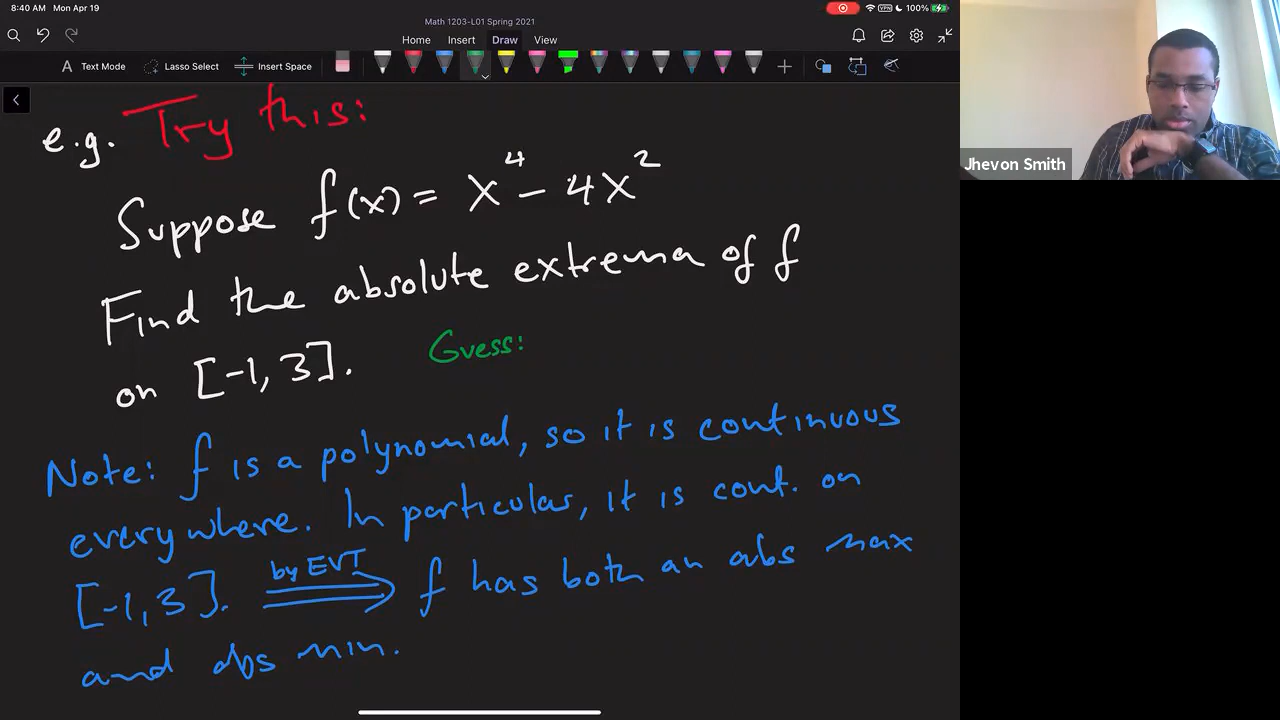 8:40 AM Mon Apr 19
VPN 100%
Math 1203-L01 Spring 2021
Home Insert Draw View
Text Mode Lasso Select Insert Space
e.g. Try this:
Suppose f(x) = x⁴ - 4x²
Find the absolute extrema of f
on [-1, 3]. Guess:
Note: f is a polynomial, so it is continuous
everywhere. In particular, it is cont. on
[-1, 3]. by EVT ⟹ f has both an abs max
and abs min.
Jhevon Smith